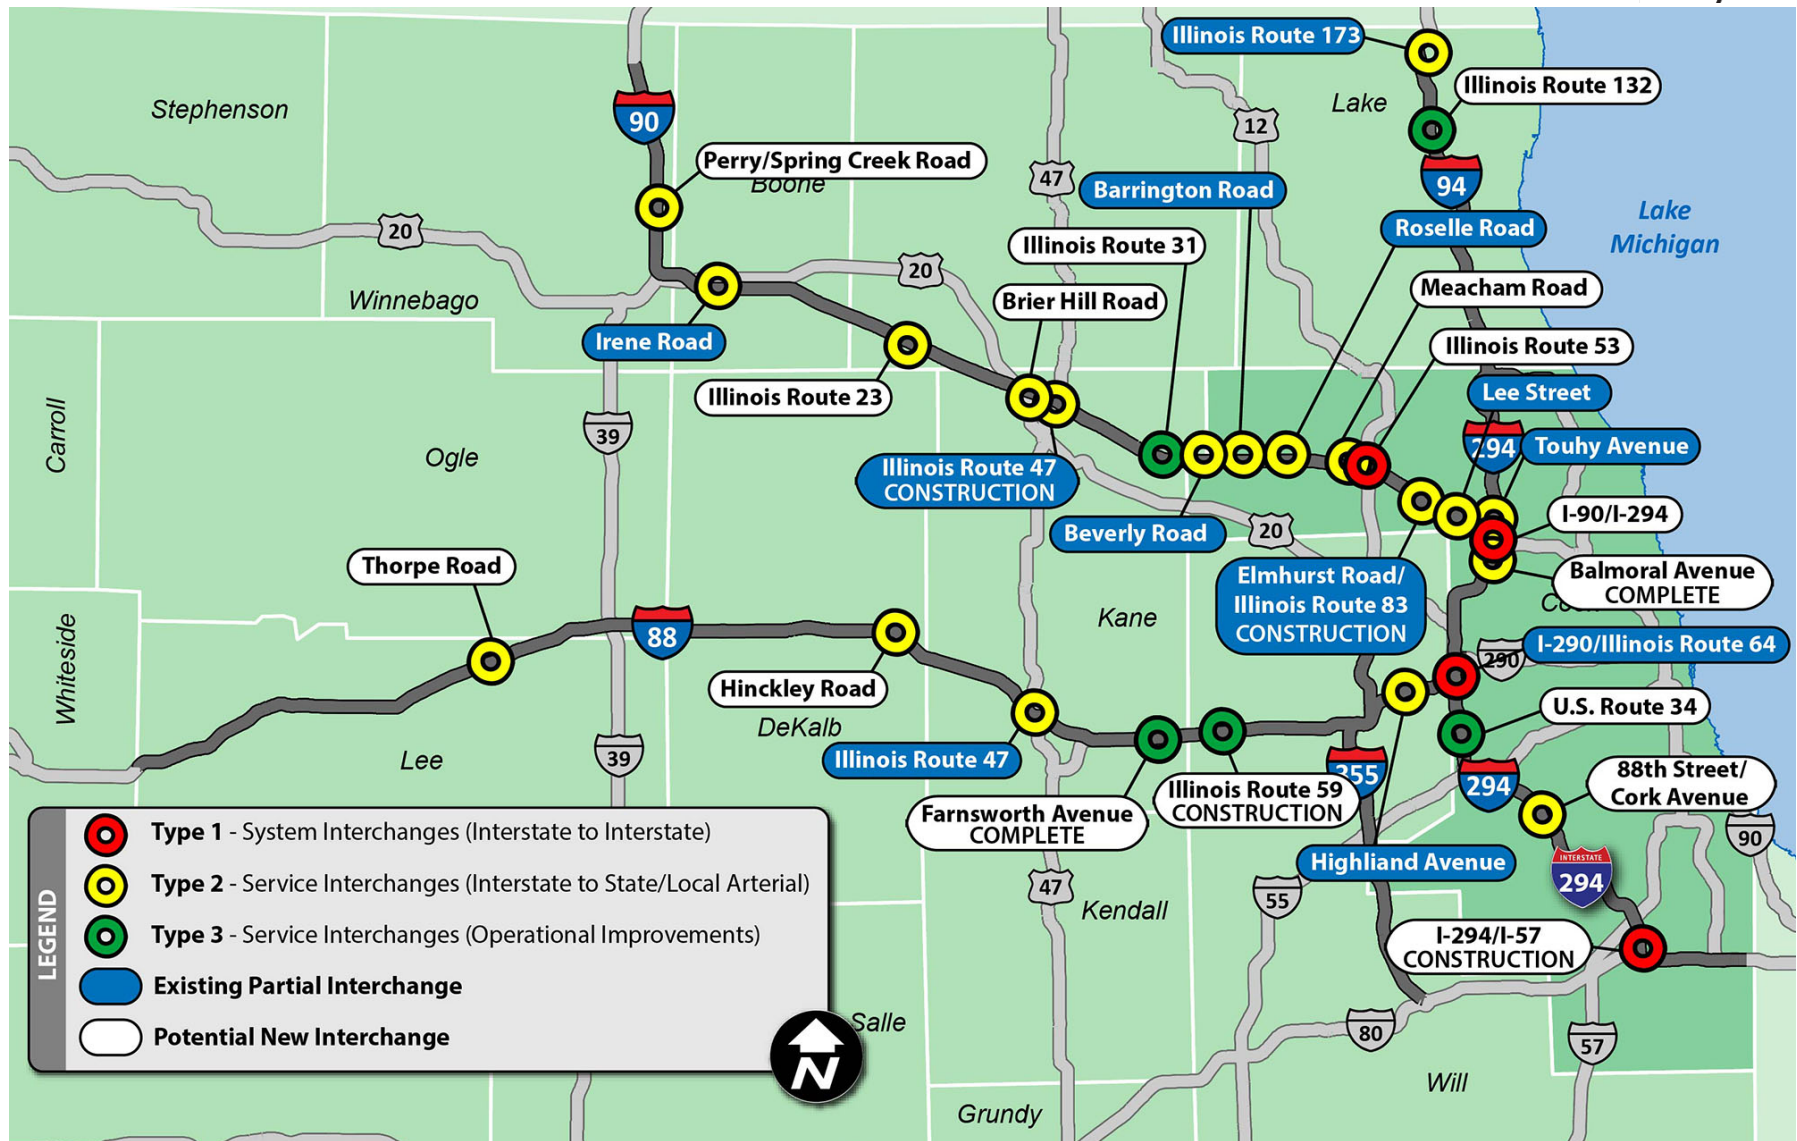 Illinois Route 173
Illinois Route 132
Lake
Stephenson
90
12
Perry/Spring Creek Road
Boone
47
94
Barrington Road
Lake
Michigan
Roselle Road
20
Illinois Route 31
20
Meacham Road
Winnebago
Brier Hill Road
Irene Road
Illinois Route 53
Illinois Route 23
Lee Street
Carroll
39
Ogle
294
Touhy Avenue
Illinois Route 47
CONSTRUCTION
I-90/I-294
Beverly Road
20
Thorpe Road
Balmoral Avenue
COMPLETE
Elmhurst Road/
Illinois Route 83
CONSTRUCTION
Kane
88
I-290/Illinois Route 64
290
Whiteside
Hinckley Road
U.S. Route 34
DeKalb
Illinois Route 47
Lee
39
355
294
88th Street/
Cork Avenue
Illinois Route 59
CONSTRUCTION
Farnsworth Avenue
COMPLETE
90
Highland Avenue
INTERSTATE
294
47
55
Kendall
I-294/I-57
CONSTRUCTION
LEGEND
Type 1 - System Interchanges (Interstate to Interstate)
Type 2 - Service Interchanges (Interstate to State/Local Arterial)
Type 3 - Service Interchanges (Operational Improvements)
Existing Partial Interchange
Potential New Interchange
N
Salle
80
57
Will
Grundy